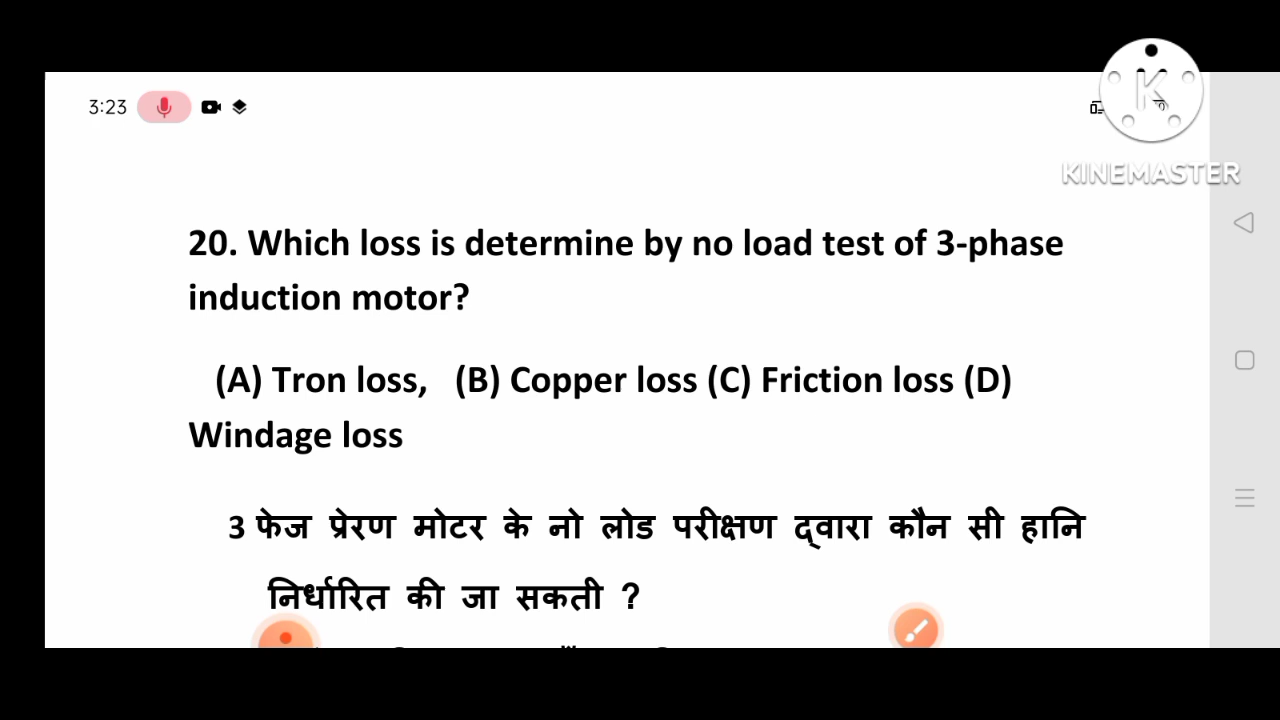 3:23
KINEMASTER
20. Which loss is determine by no load test of 3-phase
induction motor?
(A) Tron loss, (B) Copper loss (C) Friction loss (D)
Windage loss
3 फेज प्रेरण मोटर के नो लोड परीक्षण द्वारा कौन सी हानि
निर्धारित की जा सकती ?